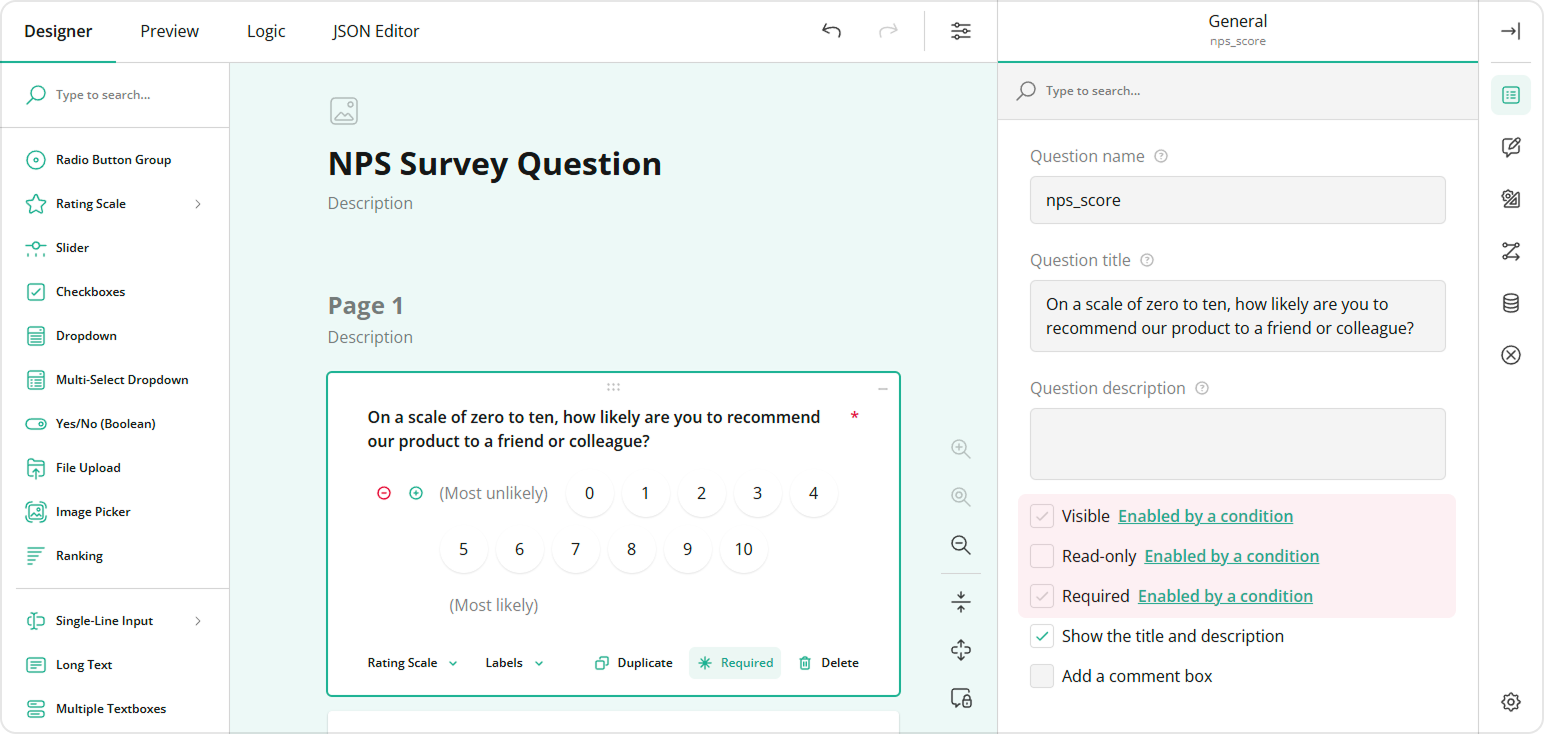 Designer
Preview
Logic
JSON Editor
General
nps_score
Type to search...
Radio Button Group
Rating Scale
Slider
Checkboxes
Dropdown
Multi-Select Dropdown
Yes/No (Boolean)
File Upload
Image Picker
Ranking
Single-Line Input
Long Text
Multiple Textboxes
NPS Survey Question
Description
Page 1
Description
On a scale of zero to ten, how likely are you to recommend *
our product to a friend or colleague?
(Most unlikely) 0 1 2 3 4
5 6 7 8 9 10
(Most likely)
Rating Scale Labels Duplicate Required Delete
Type to search...
Question name
nps_score
Question title
On a scale of zero to ten, how likely are you to
recommend our product to a friend or colleague?
Question description
Visible Enabled by a condition
Read-only Enabled by a condition
Required Enabled by a condition
Show the title and description
Add a comment box